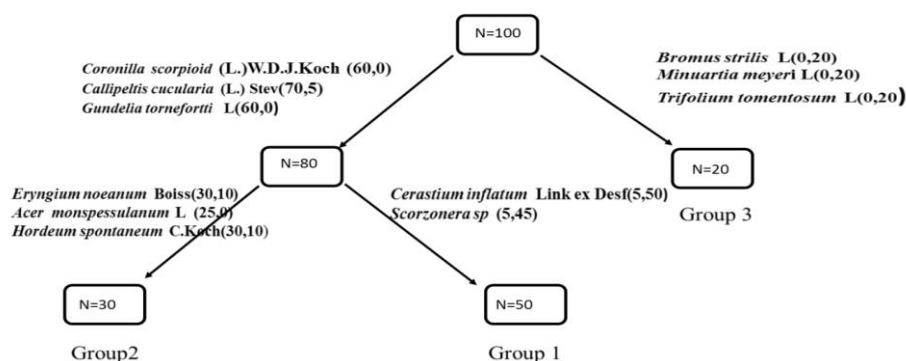 N=100
Coronilla scorpioid (L.)W.D.J.Koch (60,0)
Callipeltis cucularia (L.) Stev(70,5)
Gundelia tornefortti L(60,0)
Bromus strilis L(0,20)
Minuartia meyeri L(0,20)
Trifolium tomentosum L(0,20)
N=80
N=20
Group 3
Eryngium noeanum Boiss(30,10)
Acer monspessulanum L (25,0)
Hordeum spontaneum C.Koch(30,10)
Cerastium inflatum Link ex Desf(5,50)
Scorzonera sp (5,45)
N=30
N=50
Group2
Group 1